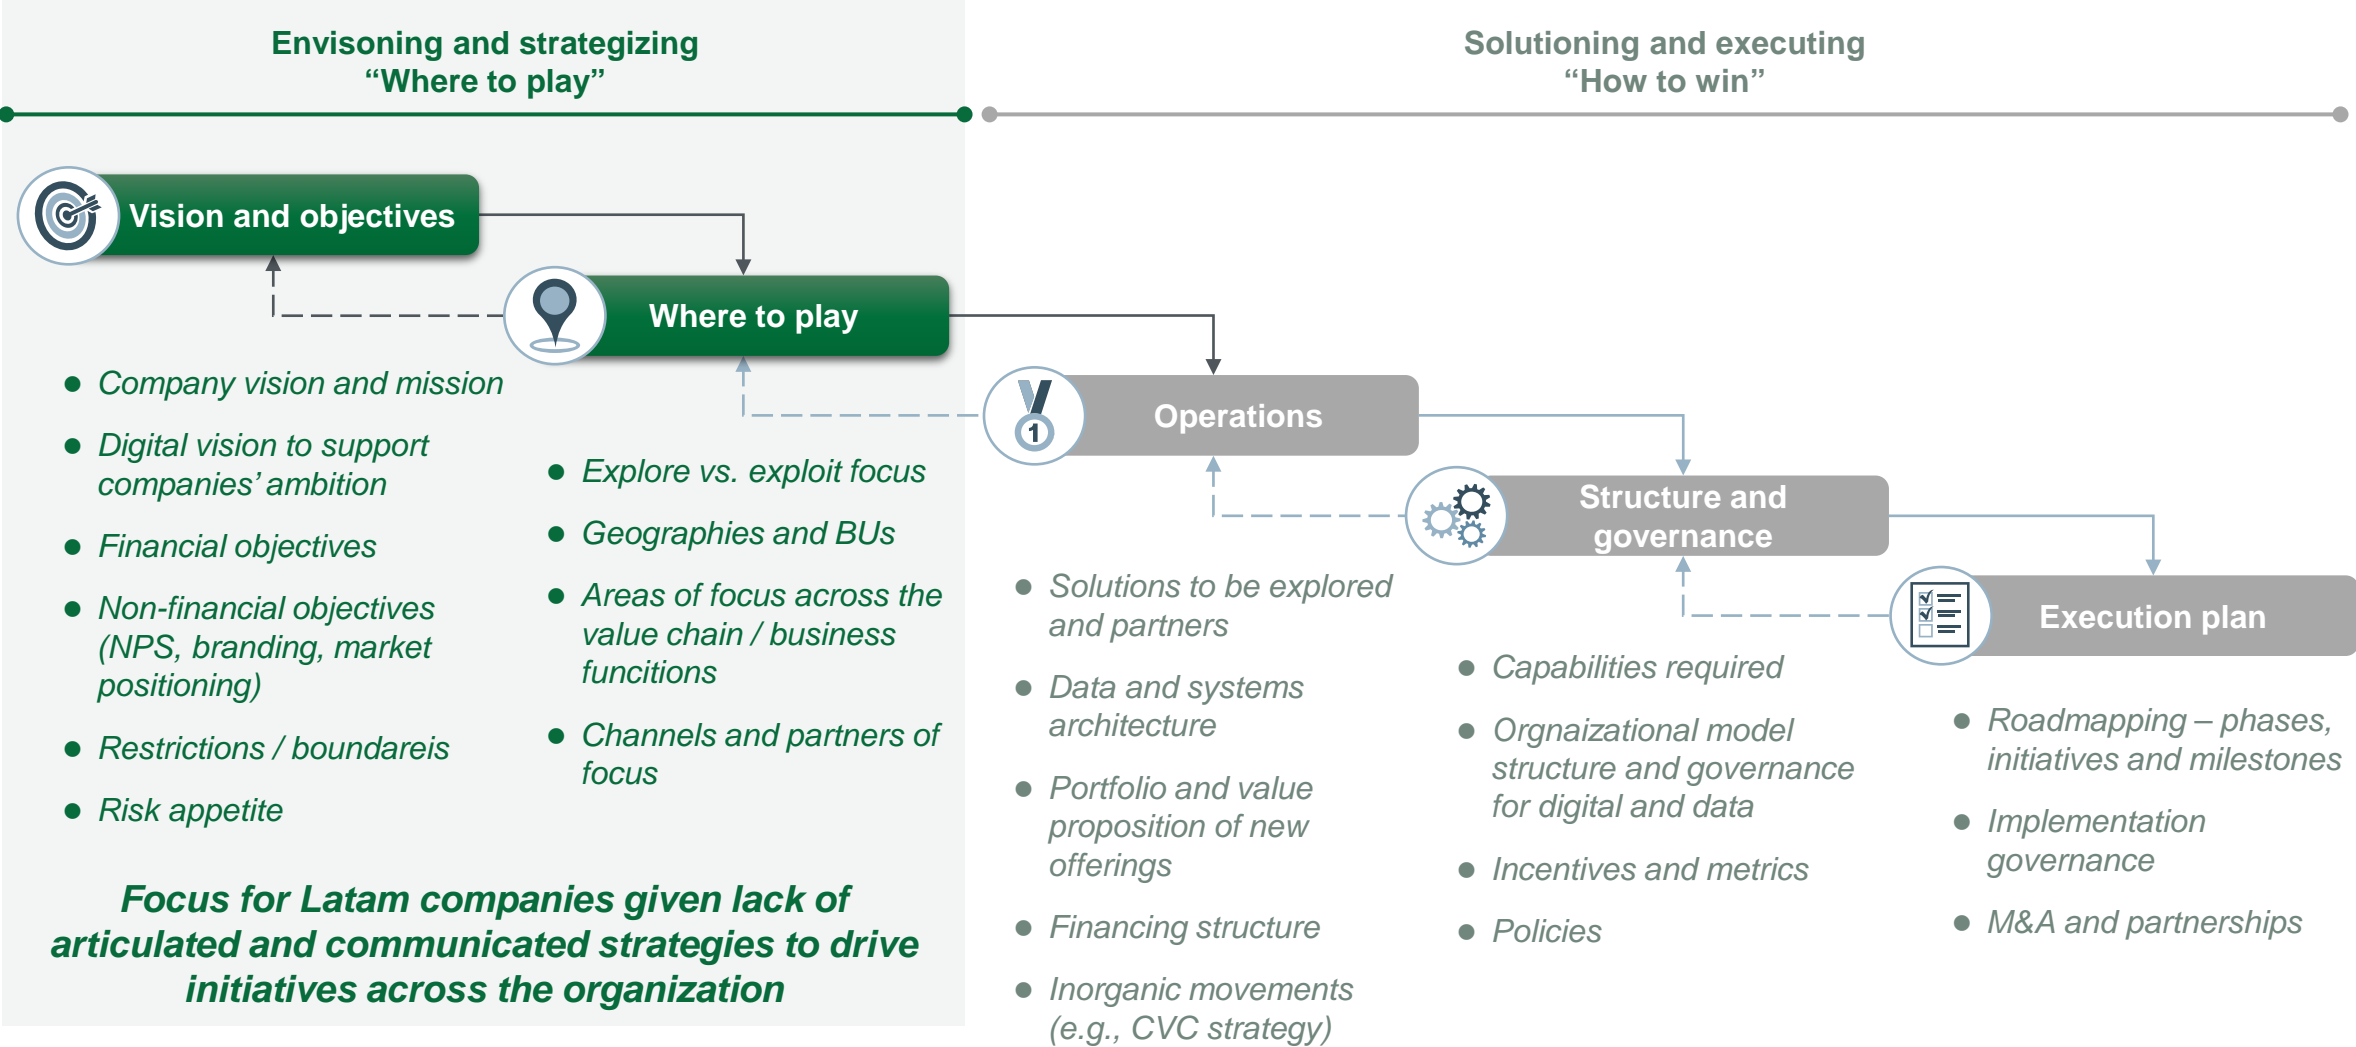 Envisoning and strategizing
“Where to play”
Solutioning and executing
“How to win”
Vision and objectives
Where to play
Operations
1
Structure and
governance
Execution plan
● Company vision and mission
● Digital vision to support
companies’ ambition
● Financial objectives
● Non-financial objectives
(NPS, branding, market
positioning)
● Restrictions / boundareis
● Risk appetite
● Explore vs. exploit focus
● Geographies and BUs
● Areas of focus across the
value chain / business
funcitions
● Channels and partners of
focus
● Solutions to be explored
and partners
● Data and systems
architecture
● Portfolio and value
proposition of new
offerings
● Financing structure
● Inorganic movements
(e.g., CVC strategy)
● Capabilities required
● Orgnaizational model
structure and governance
for digital and data
● Incentives and metrics
● Policies
● Roadmapping – phases,
initiatives and milestones
● Implementation
governance
● M&A and partnerships
Focus for Latam companies given lack of
articulated and communicated strategies to drive
initiatives across the organization